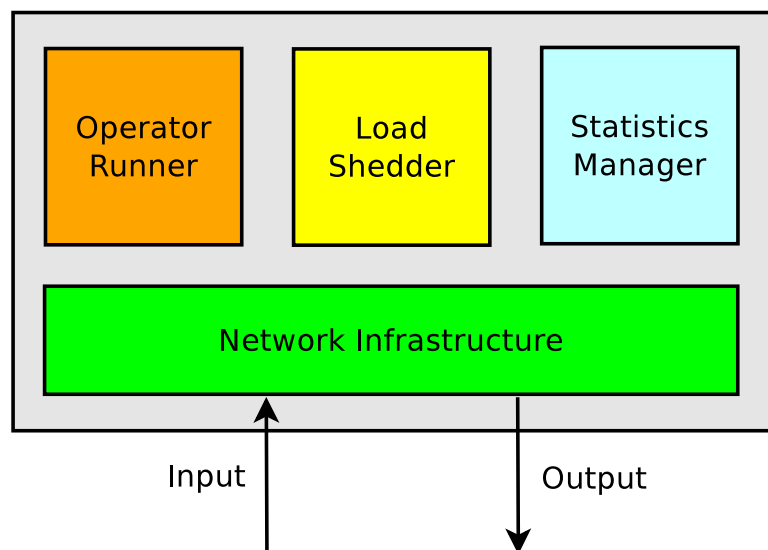 Operator
Runner
Load
Shedder
Statistics
Manager
Network Infrastructure
Input
Output